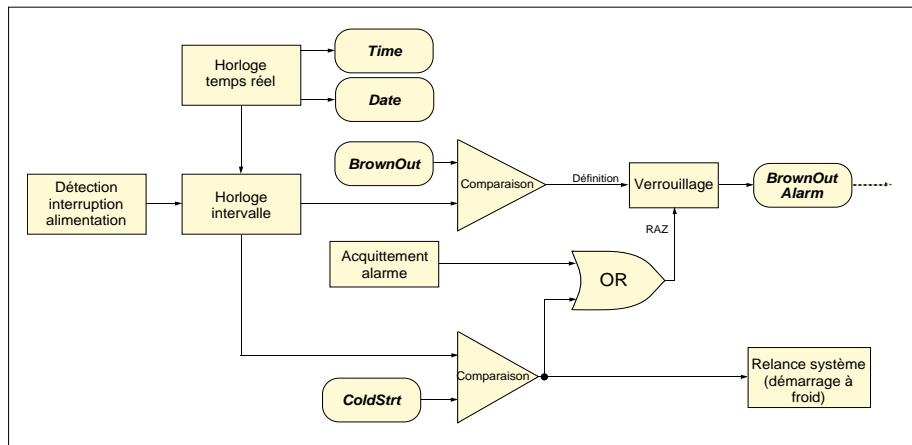 Horloge
temps réel
Time
Date
BrownOut
Comparaison
Définition
Verrouillage
BrownOut
Alarm
Détection
interruption
alimentation
Horloge
intervalle
RAZ
Acquittement
alarme
OR
Comparaison
ColdStrt
Relance système
(démarrage à
froid)